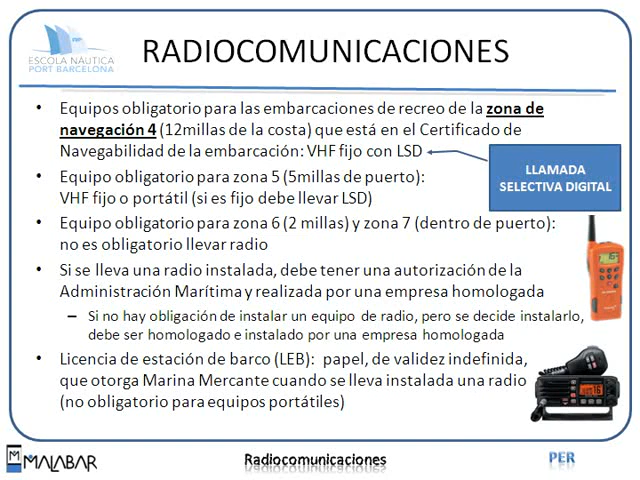 ESCOLA NÀUTICA
PORT BARCELONA
RADIOCOMUNICACIONES
• Equipos obligatorio para las embarcaciones de recreo de la zona de
navegación 4 (12millas de la costa) que está en el Certificado de
Navegabilidad de la embarcación: VHF fijo con LSD
LLAMADA
SELECTIVA DIGITAL
• Equipo obligatorio para zona 5 (5millas de puerto):
VHF fijo o portátil (si es fijo debe llevar LSD)
• Equipo obligatorio para zona 6 (2 millas) y zona 7 (dentro de puerto):
no es obligatorio llevar radio
• Si se lleva una radio instalada, debe tener una autorización de la
Administración Marítima y realizada por una empresa homologada
– Si no hay obligación de instalar un equipo de radio, pero se decide instalarlo,
debe ser homologado e instalado por una empresa homologada
• Licencia de estación de barco (LEB): papel, de validez indefinida,
que otorga Marina Mercante cuando se lleva instalada una radio
(no obligatorio para equipos portátiles)
MALABAR
Radiocomunicaciones
PER